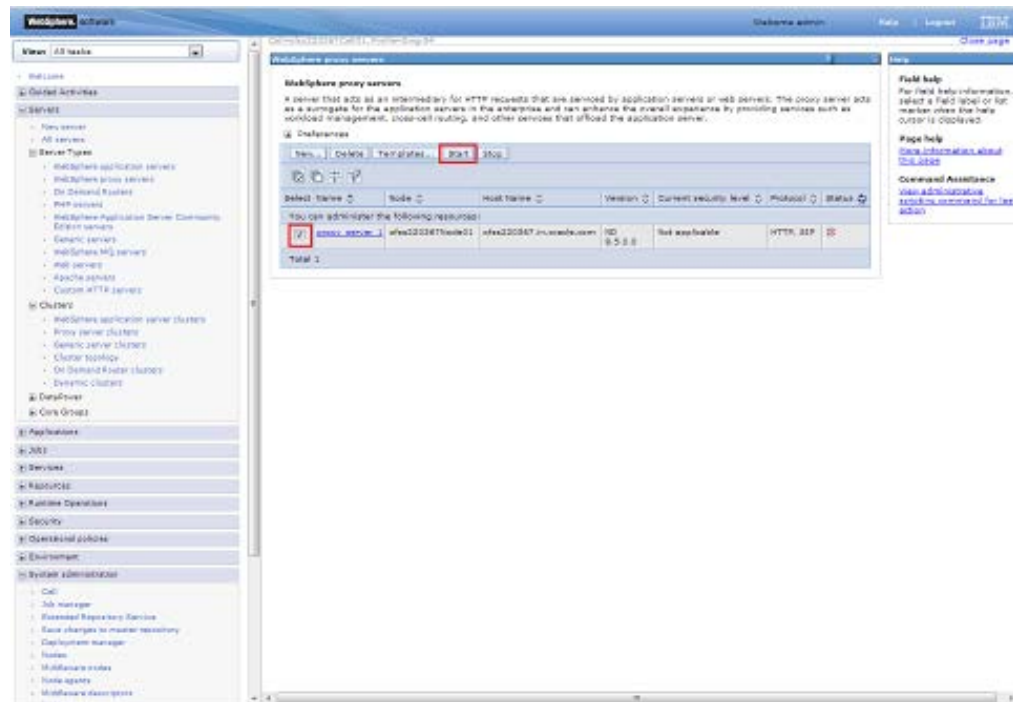 WebSphere. software
Welcome admin
Help | Logout
IBM
View: All tasks
Cell=ofss220367Cell01, Profile=Dmgr04
Close page
Welcome
Guided Activities
Servers
New server
All servers
Server Types
WebSphere application servers
WebSphere proxy servers
On Demand Routers
PHP servers
WebSphere Application Server Community
Edition servers
Generic servers
WebSphere MQ servers
Web servers
Apache servers
Custom HTTP servers
Clusters
WebSphere application server clusters
Proxy server clusters
Generic server clusters
Cluster topology
On Demand Router clusters
Dynamic clusters
DataPower
Core Groups
Applications
Jobs
Services
Resources
Runtime Operations
Security
Operational policies
Environment
System administration
Cell
Job manager
Extended Repository Service
Save changes to master repository
Deployment manager
Nodes
Middleware nodes
Node agents
Middleware descriptors
WebSphere proxy servers
WebSphere proxy servers
A server that acts as an intermediary for HTTP requests that are serviced by application servers or web servers. The proxy server acts
as a surrogate for the application servers in the enterprise and can enhance the overall experience by providing services such as
workload management, cross-cell routing, and other services that offload the application server.
Preferences
New... Delete Templates... Start Stop
Select Name Node Host Name Version Current security level Protocol Status
You can administer the following resources:
proxy_server_1 ofss220367Node01 ofss220367.in.oracle.com ND Not applicable HTTP, SIP
8.5.0.0
Total 1
Help
Field help
For field help information,
select a field label or list
marker when the help
cursor is displayed.
Page help
More information about
this page
Command Assistance
View administrative
scripting command for last
action